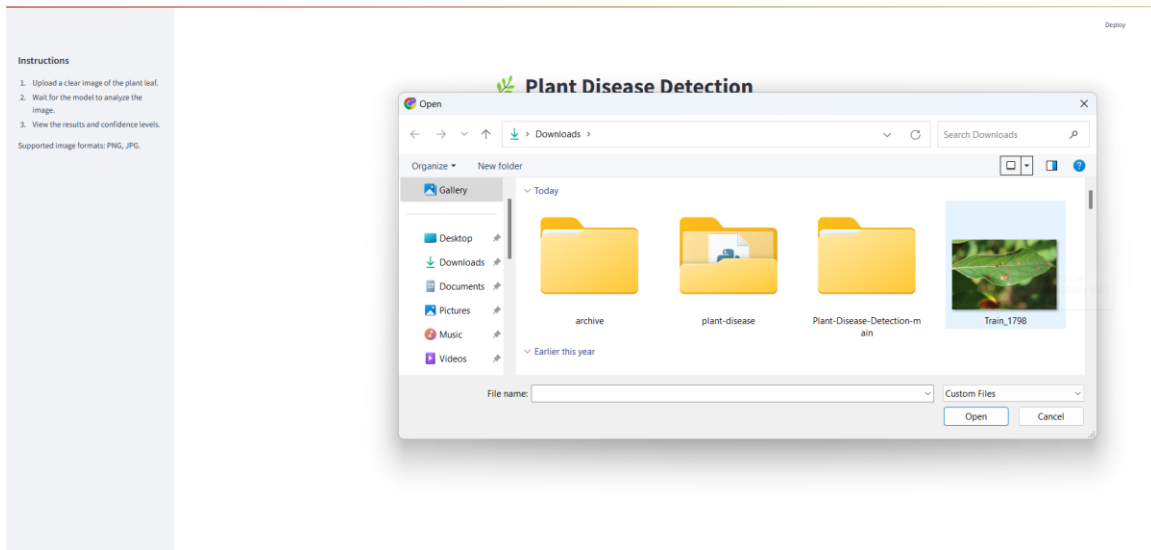 Deploy
Instructions
1. Upload a clear image of the plant leaf.
2. Wait for the model to analyze the
image.
3. View the results and confidence levels.
Supported image formats: PNG, JPG.
Plant Disease Detection
Open
Downloads
Search Downloads
Organize
New folder
Gallery
Desktop
Downloads
Documents
Pictures
Music
Videos
Today
archive
plant-disease
Plant-Disease-Detection-m
ain
Train_1798
Earlier this year
File name:
Custom Files
Open
Cancel